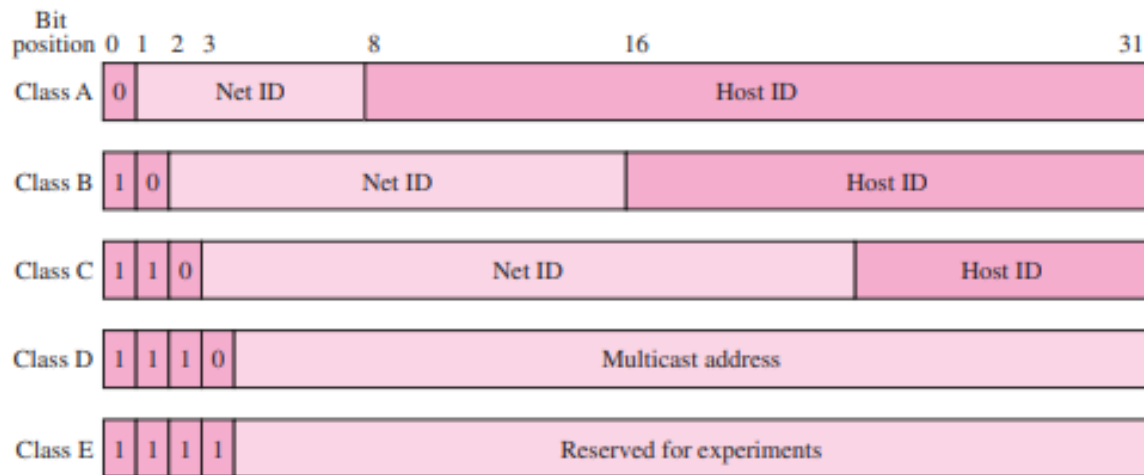 Bit
position 0 1 2 3 8 16 31
Class A 0 Net ID Host ID
Class B 1 0 Net ID Host ID
Class C 1 1 0 Net ID Host ID
Class D 1 1 1 0 Multicast address
Class E 1 1 1 1 Reserved for experiments